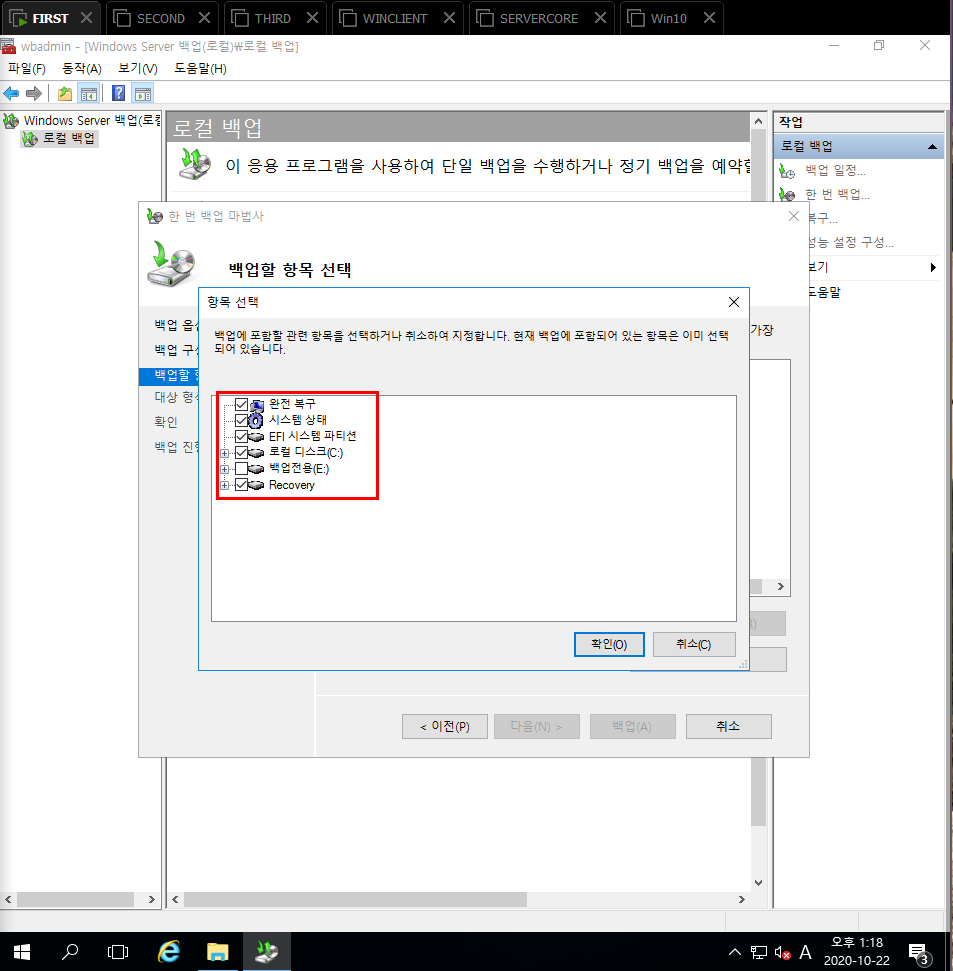 FIRST
SECOND
THIRD
WINCLIENT
SERVERCORE
Win10
wbadmin - [Windows Server 백업(로컬)₩로컬 백업]
파일(F) 동작(A) 보기(V) 도움말(H)
Windows Server 백업(로컬
로컬 백업
로컬 백업
이 응용 프로그램을 사용하여 단일 백업을 수행하거나 정기 백업을 예약할
작업
로컬 백업
백업 일정...
한 번 백업...
복구...
성능 설정 구성...
보기
도움말
한 번 백업 마법사
백업할 항목 선택
백업 옵
백업 구
백업할
대상 형
확인
백업 진
가장
항목 선택
백업에 포함할 관련 항목을 선택하거나 취소하여 지정합니다. 현재 백업에 포함되어 있는 항목은 이미 선택
되어 있습니다.
완전 복구
시스템 상태
EFI 시스템 파티션
로컬 디스크(C:)
백업전용(E:)
Recovery
확인(O)
취소(C)
< 이전(P)
다음(N) >
백업(A)
취소
A
오후 1:18
2020-10-22
3